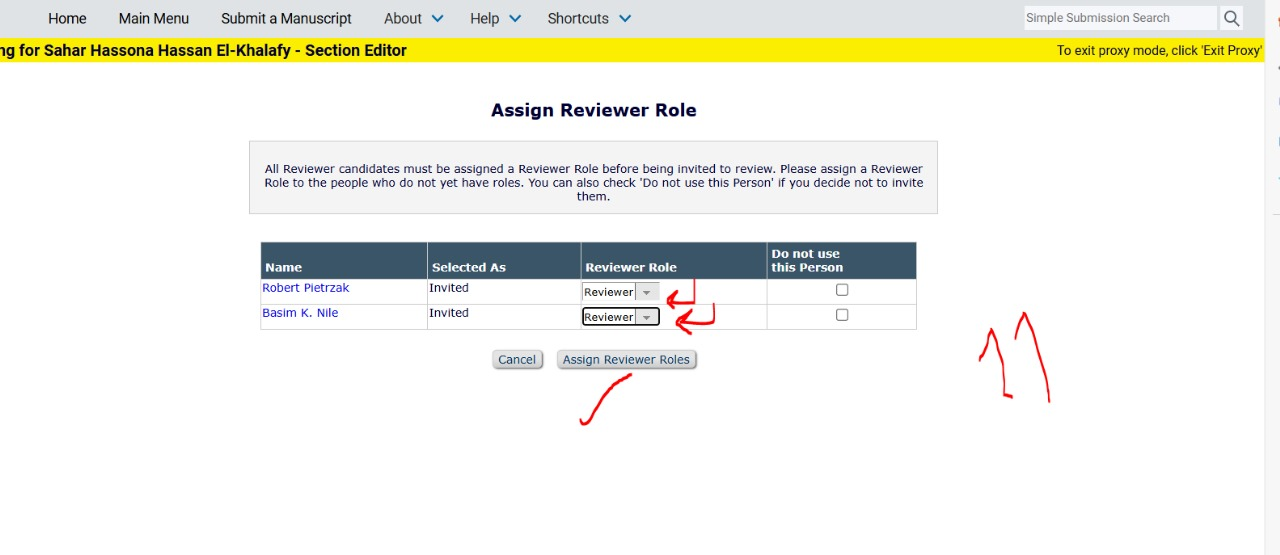 Home Main Menu Submit a Manuscript About Help Shortcuts Simple Submission Search
ng for Sahar Hassona Hassan El-Khalafy - Section Editor To exit proxy mode, click 'Exit Proxy'
Assign Reviewer Role
All Reviewer candidates must be assigned a Reviewer Role before being invited to review. Please assign a Reviewer
Role to the people who do not yet have roles. You can also check 'Do not use this Person' if you decide not to invite
them.
Name Selected As Reviewer Role Do not use this Person
Robert Pietrzak Invited Reviewer
Basim K. Nile Invited Reviewer
Cancel Assign Reviewer Roles
11